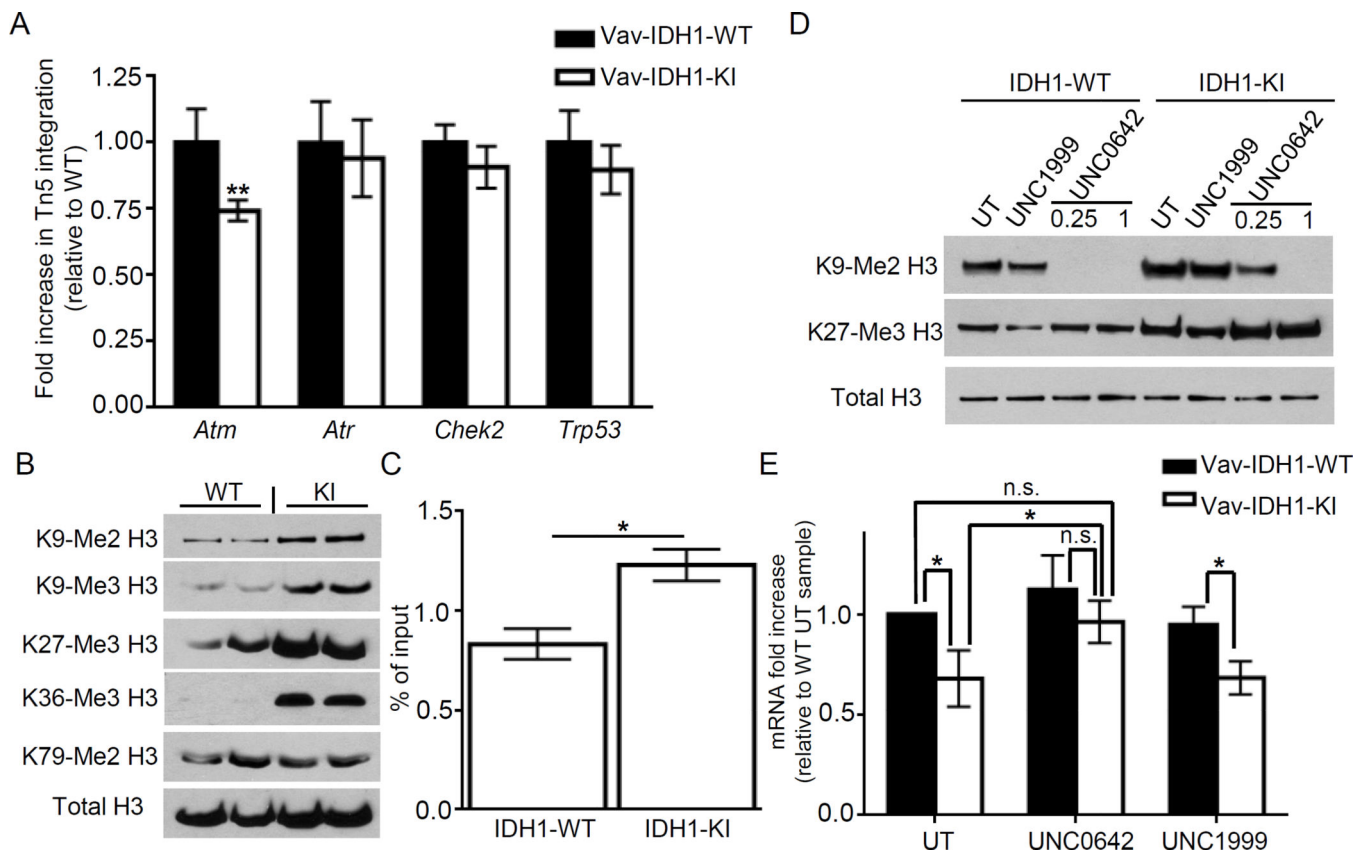 A
Vav-IDH1-WT
Vav-IDH1-KI
Fold increase in Tn5 integration
(relative to WT)
1.25
1.00
0.75
0.50
0.25
0.00
**
Atm
Atr
Chek2
Trp53
B
WT
KI
K9-Me2 H3
K9-Me3 H3
K27-Me3 H3
K36-Me3 H3
K79-Me2 H3
Total H3
C
% of input
1.5
1.0
0.5
0.0
*
IDH1-WT
IDH1-KI
D
IDH1-WT
IDH1-KI
UT
UNC1999
UNC0642
0.25
1
UT
UNC1999
UNC0642
0.25
1
K9-Me2 H3
K27-Me3 H3
Total H3
E
Vav-IDH1-WT
Vav-IDH1-KI
mRNA fold increase
(relative to WT UT sample)
1.0
0.5
0.0
n.s.
*
n.s.
*
*
UT
UNC0642
UNC1999